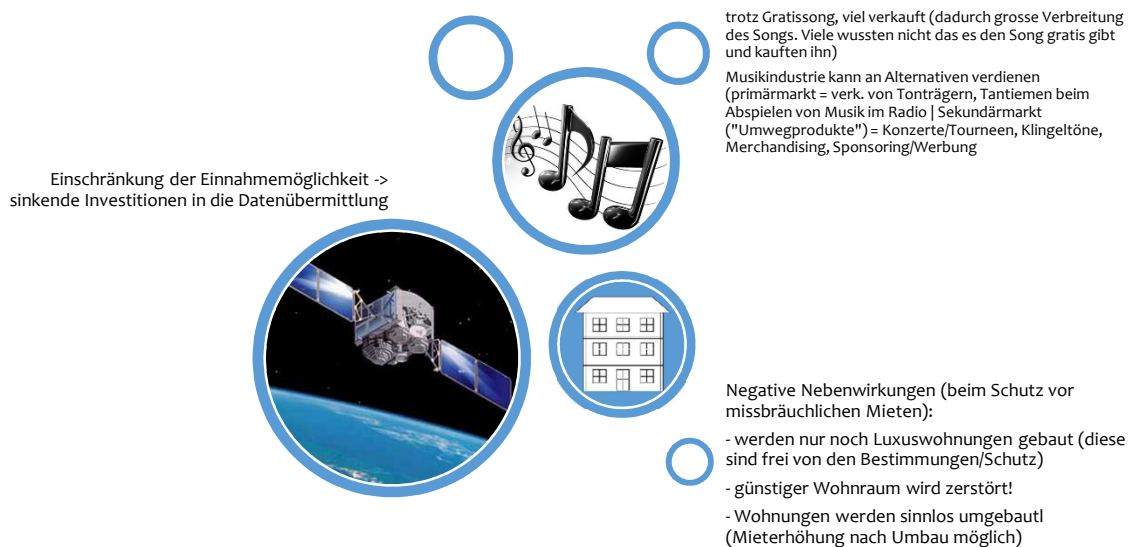 trotz Gratissong, viel verkauft (dadurch grosse Verbreitung
des Songs. Viele wussten nicht das es den Song gratis gibt
und kauften ihn)
Musikindustrie kann an Alternativen verdienen
(primärmarkt = verk. von Tonträgern, Tantiemen beim
Abspielen von Musik im Radio | Sekundärmarkt
("Umwegprodukte") = Konzerte/Tourneen, Klingeltöne,
Merchandising, Sponsoring/Werbung
Einschränkung der Einnahmemöglichkeit ->
sinkende Investitionen in die Datenübermittlung
Negative Nebenwirkungen (beim Schutz vor
missbräuchlichen Mieten):
- werden nur noch Luxuswohnungen gebaut (diese
sind frei von den Bestimmungen/Schutz)
- günstiger Wohnraum wird zerstört!
- Wohnungen werden sinnlos umgebautl
(Mieterhöhung nach Umbau möglich)